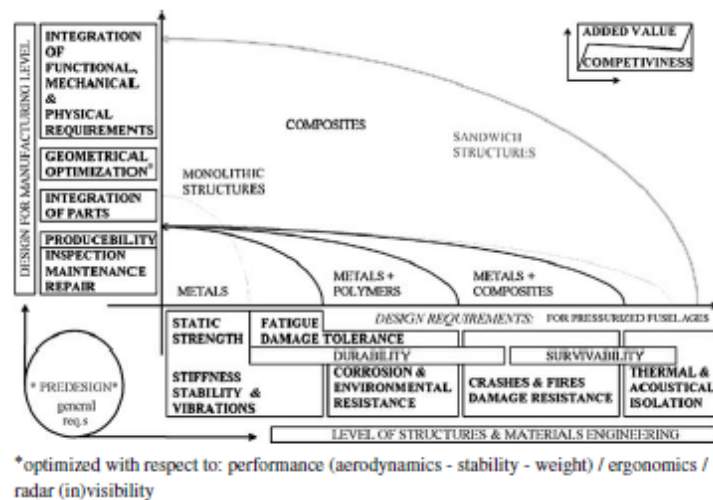 DESIGN FOR MANUFACTURING LEVEL
INTEGRATION
OF
FUNCTIONAL,
MECHANICAL
&
PHYSICAL
REQUIREMENTS
GEOMETRICAL
OPTIMIZATION*
INTEGRATION
OF PARTS
PRODUCEBILITY
INSPECTION
MAINTENANCE
REPAIR
ADDED VALUE
COMPETIVINESS
COMPOSITES
SANDWICH
STRUCTURES
MONOLITHIC
STRUCTURES
METALS
METALS +
POLYMERS
METALS +
COMPOSITES
DESIGN REQUIREMENTS: FOR PRESSURIZED FUSELAGES
STATIC
STRENGTH
STIFFNESS
STABILITY &
VIBRATIONS
FATIGUE
DAMAGE TOLERANCE
DURABILITY
SURVIVABILITY
CORROSION &
ENVIRONMENTAL
RESISTANCE
CRASHES & FIRES
DAMAGE RESISTANCE
THERMAL &
ACOUSTICAL
ISOLATION
* PREDESIGN*
general
req.s
LEVEL OF STRUCTURES & MATERIALS ENGINEERING
*optimized with respect to: performance (aerodynamics - stability - weight) / ergonomics /
radar (in)visibility